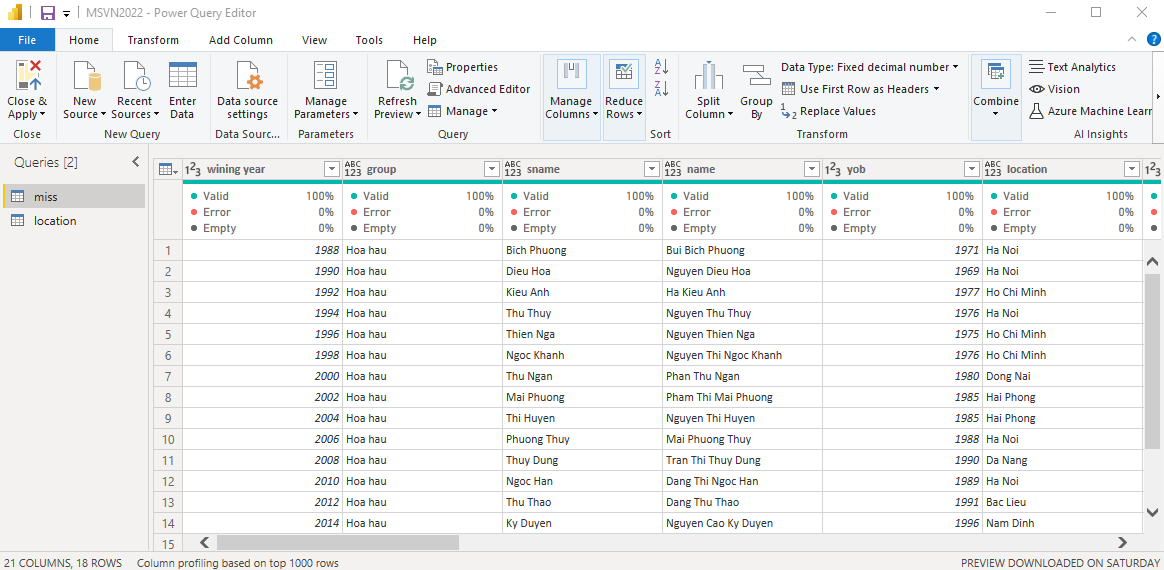 MSVN2022 - Power Query Editor
File Home Transform Add Column View Tools Help
Close & Apply
New Source
Recent Sources
Enter Data
Data source settings
Manage Parameters
Refresh Preview
Properties
Advanced Editor
Manage
Manage Columns
Reduce Rows
Split Column
Group By
Data Type: Fixed decimal number
Use First Row as Headers
Replace Values
Combine
Text Analytics
Vision
Azure Machine Learn
Close New Query Data Sourc... Parameters Query Sort Transform AI Insights
Queries [2]
miss
location
123 wining year ABC123 group ABC123 sname ABC123 name 123 yob ABC123 location 123
Valid 100% Valid 100% Valid 100% Valid 100% Valid 100% Valid 100%
Error 0% Error 0% Error 0% Error 0% Error 0% Error 0%
Empty 0% Empty 0% Empty 0% Empty 0% Empty 0% Empty 0%
1 1988 Hoa hau Bich Phuong Bui Bich Phuong 1971 Ha Noi
2 1990 Hoa hau Dieu Hoa Nguyen Dieu Hoa 1969 Ha Noi
3 1992 Hoa hau Kieu Anh Ha Kieu Anh 1977 Ho Chi Minh
4 1994 Hoa hau Thu Thuy Nguyen Thu Thuy 1976 Ha Noi
5 1996 Hoa hau Thien Nga Nguyen Thien Nga 1975 Ho Chi Minh
6 1998 Hoa hau Ngoc Khanh Nguyen Thi Ngoc Khanh 1976 Ho Chi Minh
7 2000 Hoa hau Thu Ngan Phan Thu Ngan 1980 Dong Nai
8 2002 Hoa hau Mai Phuong Pham Thi Mai Phuong 1985 Hai Phong
9 2004 Hoa hau Thi Huyen Nguyen Thi Huyen 1985 Hai Phong
10 2006 Hoa hau Phuong Thuy Mai Phuong Thuy 1988 Ha Noi
11 2008 Hoa hau Thuy Dung Tran Thi Thuy Dung 1990 Da Nang
12 2010 Hoa hau Ngoc Han Dang Thi Ngoc Han 1989 Ha Noi
13 2012 Hoa hau Thu Thao Dang Thu Thao 1991 Bac Lieu
14 2014 Hoa hau Ky Duyen Nguyen Cao Ky Duyen 1996 Nam Dinh
15
21 COLUMNS, 18 ROWS Column profiling based on top 1000 rows PREVIEW DOWNLOADED ON SATURDAY